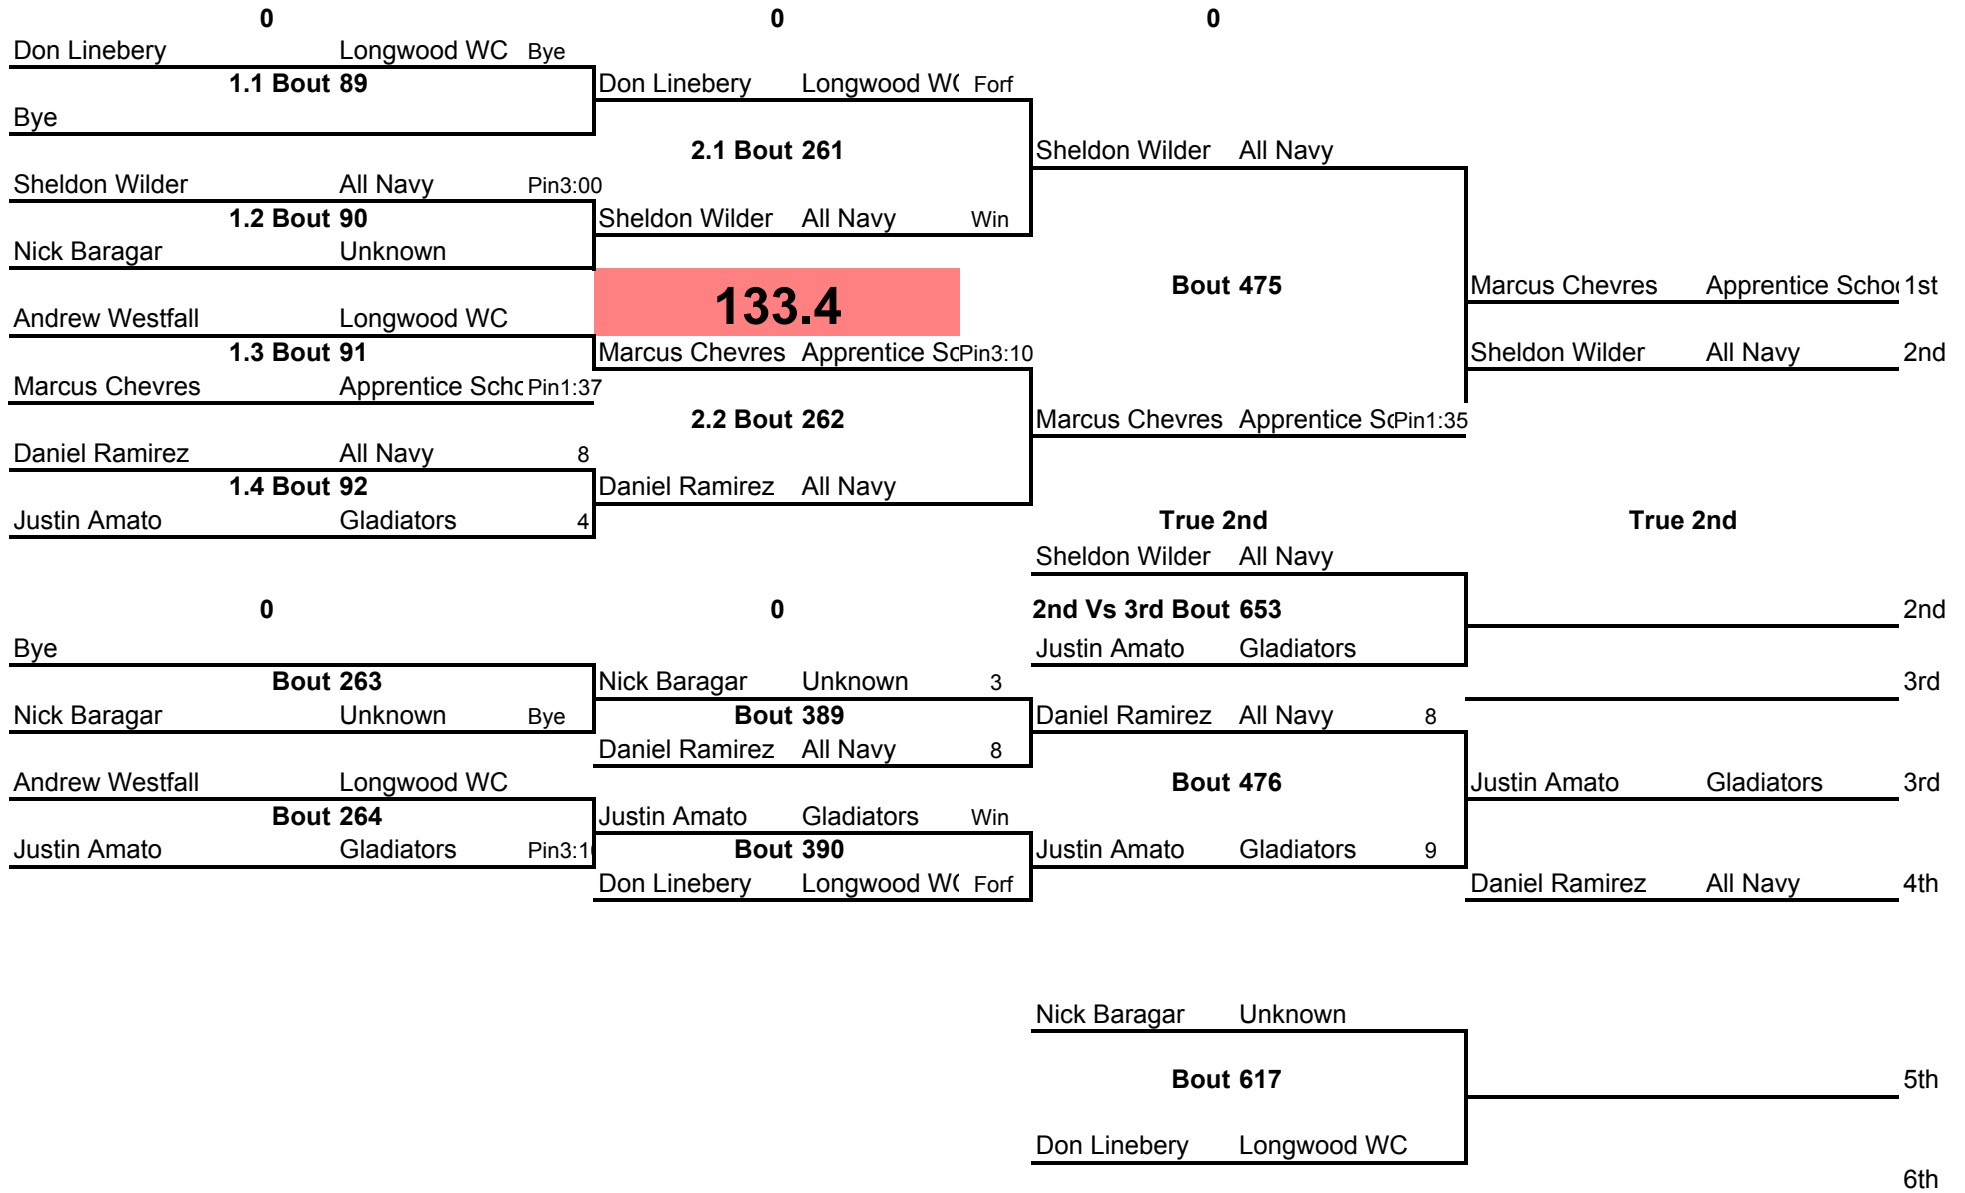 0 0 0
Don Linebery Longwood WC Bye
1.1 Bout 89 Don Linebery Longwood W Forf
Bye
2.1 Bout 261 Sheldon Wilder All Navy
Sheldon Wilder All Navy Pin3:00
1.2 Bout 90 Sheldon Wilder All Navy Win
Nick Baragar Unknown
133.4 Bout 475 Marcus Chevres Apprentice Schoo 1st
Andrew Westfall Longwood WC
1.3 Bout 91 Marcus Chevres Apprentice Sc Pin3:10 Sheldon Wilder All Navy 2nd
Marcus Chevres Apprentice Scho Pin1:37
2.2 Bout 262 Marcus Chevres Apprentice Sc Pin1:35
Daniel Ramirez All Navy 8
1.4 Bout 92 Daniel Ramirez All Navy
Justin Amato Gladiators 4 True 2nd True 2nd
Sheldon Wilder All Navy
0 0 2nd Vs 3rd Bout 653 2nd
Bye Justin Amato Gladiators
Bout 263 Nick Baragar Unknown 3 3rd
Nick Baragar Unknown Bye Bout 389 Daniel Ramirez All Navy 8
Daniel Ramirez All Navy 8
Andrew Westfall Longwood WC Bout 476 Justin Amato Gladiators 3rd
Bout 264 Justin Amato Gladiators Win
Justin Amato Gladiators Pin3:1 Bout 390 Justin Amato Gladiators 9
Don Linebery Longwood W Forf Daniel Ramirez All Navy 4th
Nick Baragar Unknown
Bout 617 5th
Don Linebery Longwood WC
6th